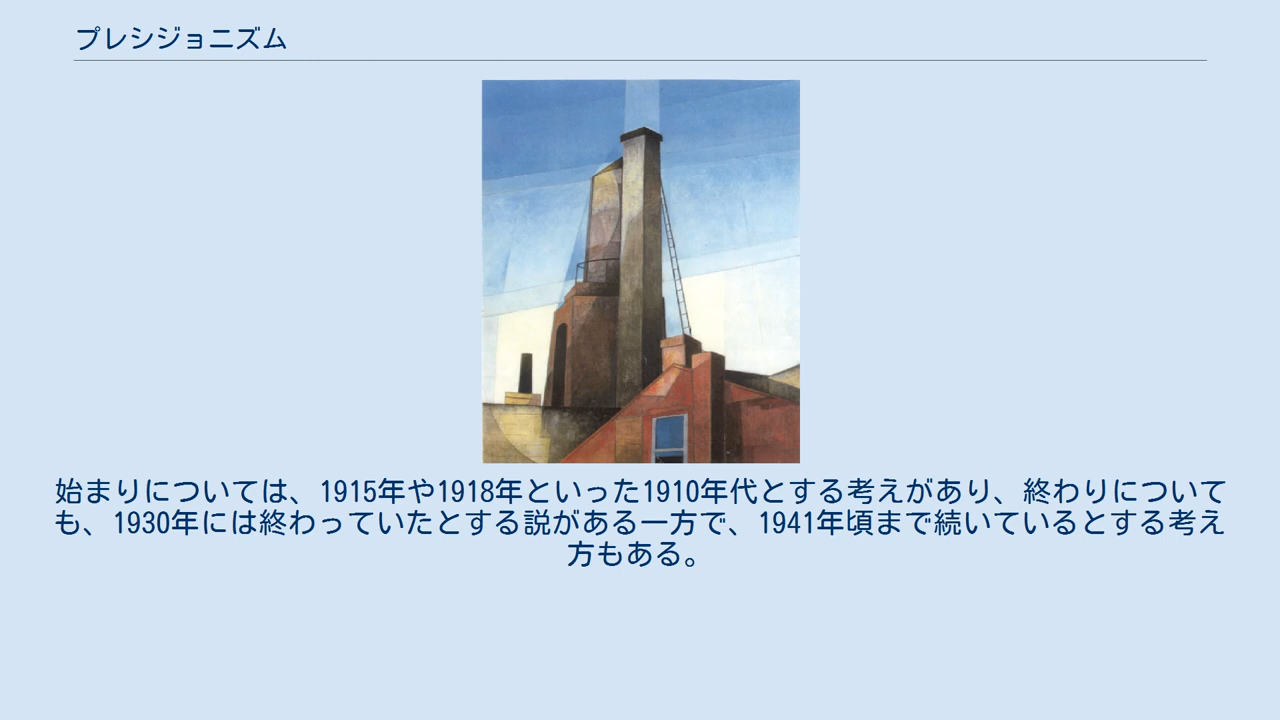 プレシジョニズム
始まりについては、1915年や1918年といった1910年代とする考えがあり、終わりについて
も、1930年には終わっていたとする説がある一方で、1941年頃まで続いているとする考え
方もある。